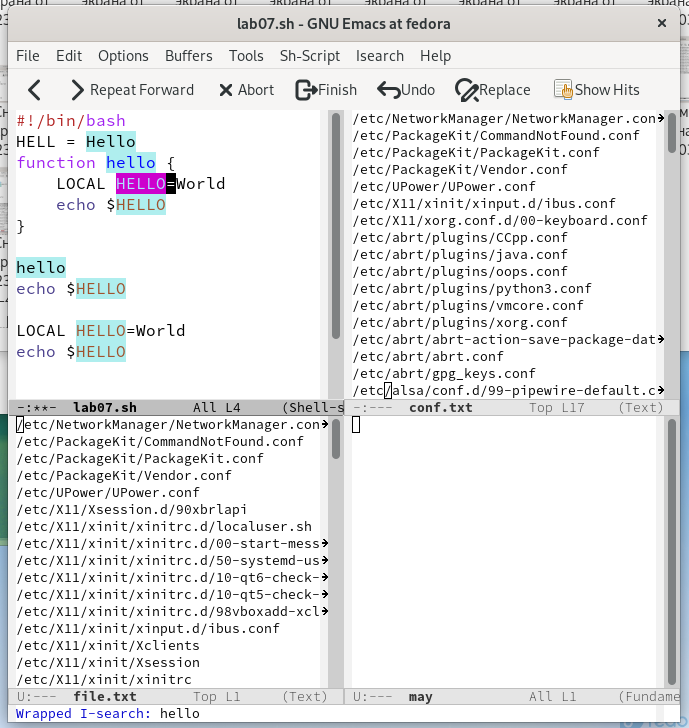 lab07.sh - GNU Emacs at fedora
File Edit Options Buffers Tools Sh-Script Isearch Help
Repeat Forward Abort Finish Undo Replace Show Hits
#!/bin/bash
HELL = Hello
function hello {
    LOCAL HELLO=World
    echo $HELLO
}
hello
echo $HELLO
LOCAL HELLO=World
echo $HELLO
-:**- lab07.sh All L4 (Shell-s
/etc/NetworkManager/NetworkManager.con
/etc/PackageKit/CommandNotFound.conf
/etc/PackageKit/PackageKit.conf
/etc/PackageKit/Vendor.conf
/etc/UPower/UPower.conf
/etc/X11/xinit/xinput.d/ibus.conf
/etc/X11/xorg.conf.d/00-keyboard.conf
/etc/abrt/plugins/CCpp.conf
/etc/abrt/plugins/java.conf
/etc/abrt/plugins/oops.conf
/etc/abrt/plugins/python3.conf
/etc/abrt/plugins/vmcore.conf
/etc/abrt/plugins/xorg.conf
/etc/abrt/abrt-action-save-package-dat
/etc/abrt/abrt.conf
/etc/abrt/gpg_keys.conf
/etc/alsa/conf.d/99-pipewire-default.c
-:--- conf.txt Top L17 (Text)
/etc/NetworkManager/NetworkManager.con
/etc/PackageKit/CommandNotFound.conf
/etc/PackageKit/PackageKit.conf
/etc/PackageKit/Vendor.conf
/etc/UPower/UPower.conf
/etc/X11/Xsession.d/90xbrlapi
/etc/X11/xinit/xinitrc.d/localuser.sh
/etc/X11/xinit/xinitrc.d/00-start-mess
/etc/X11/xinit/xinitrc.d/50-systemd-us
/etc/X11/xinit/xinitrc.d/10-qt6-check-
/etc/X11/xinit/xinitrc.d/10-qt5-check-
/etc/X11/xinit/xinitrc.d/98vboxadd-xcl
/etc/X11/xinit/xinput.d/ibus.conf
/etc/X11/xinit/Xclients
/etc/X11/xinit/Xsession
/etc/X11/xinit/xinitrc
U:--- file.txt Top L1 (Text)
U:--- may All L1 (Fundame
Wrapped I-search: hello